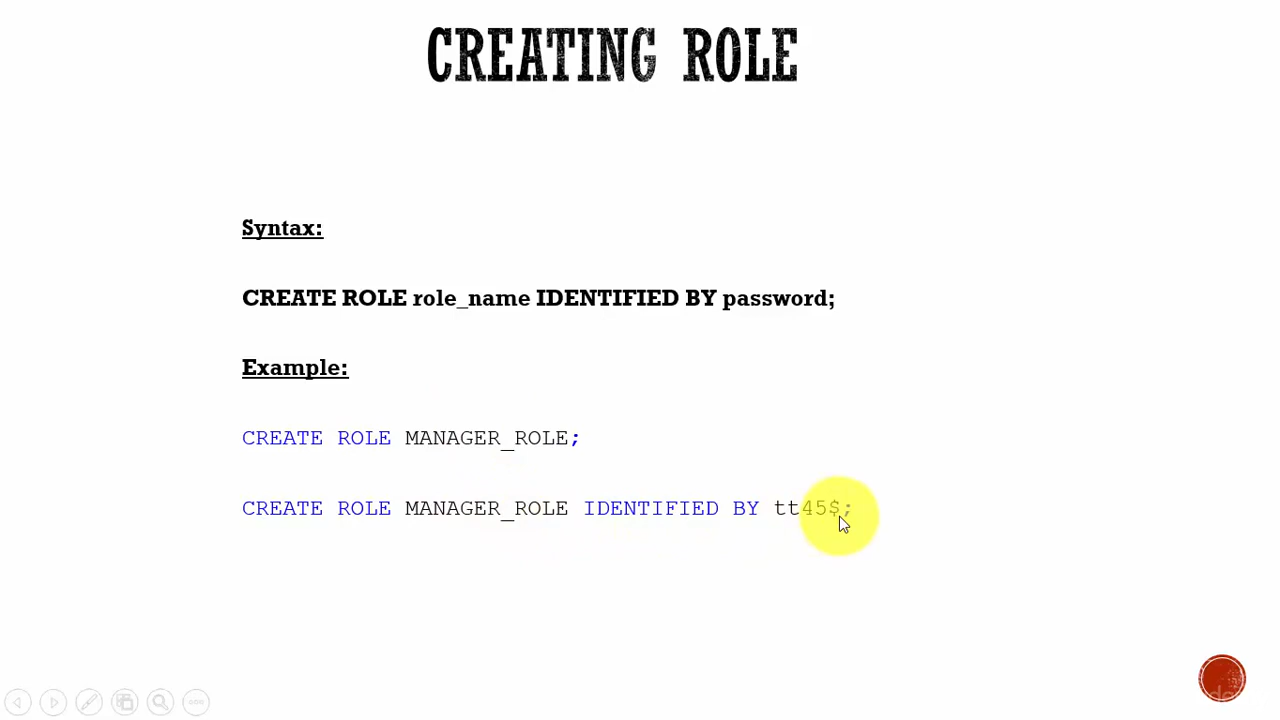 CREATING ROLE
Syntax:
CREATE ROLE role_name IDENTIFIED BY password;
Example:
CREATE ROLE MANAGER_ROLE;
CREATE ROLE MANAGER_ROLE IDENTIFIED BY tt45$;